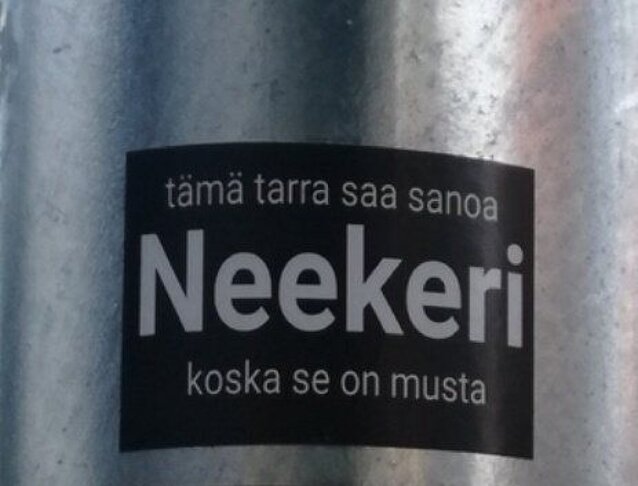 tämä tarra saa sanoa
Neekeri
koska se on musta